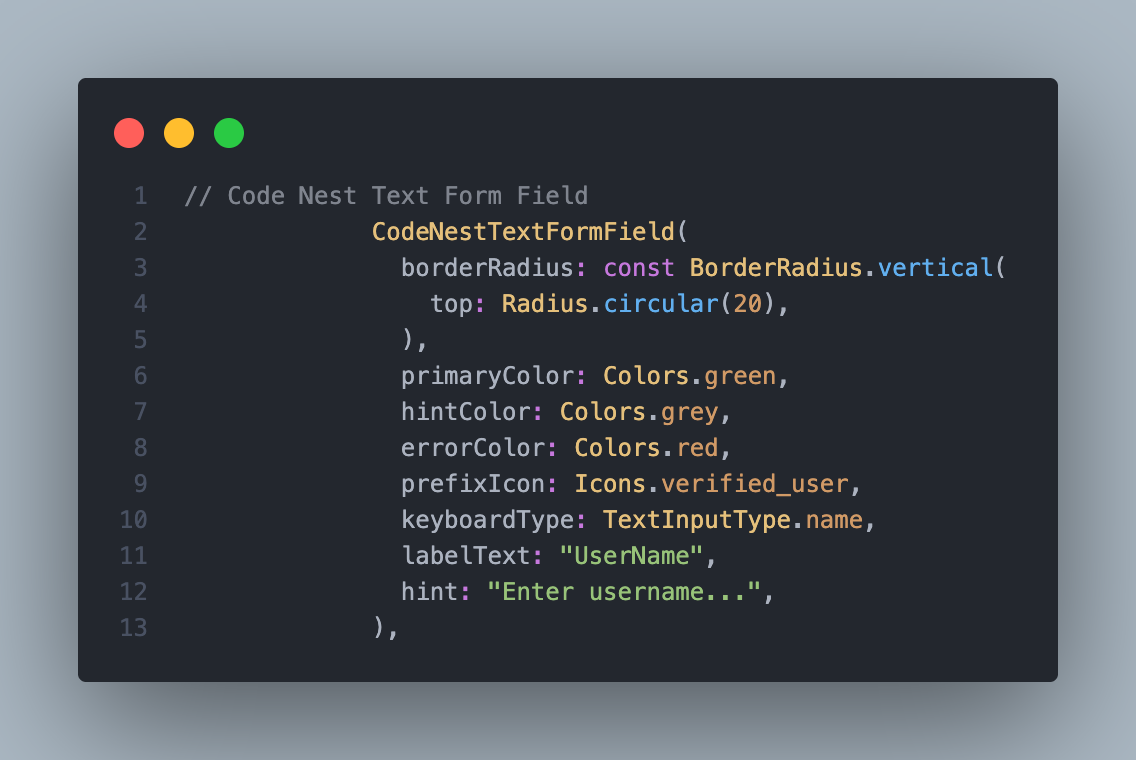 1 // Code Nest Text Form Field
2 CodeNestTextFormField(
3 borderRadius: const BorderRadius.vertical(
4 top: Radius.circular(20),
5 ),
6 primaryColor: Colors.green,
7 hintColor: Colors.grey,
8 errorColor: Colors.red,
9 prefixIcon: Icons.verified_user,
10 keyboardType: TextInputType.name,
11 labelText: "UserName",
12 hint: "Enter username...",
13 ),